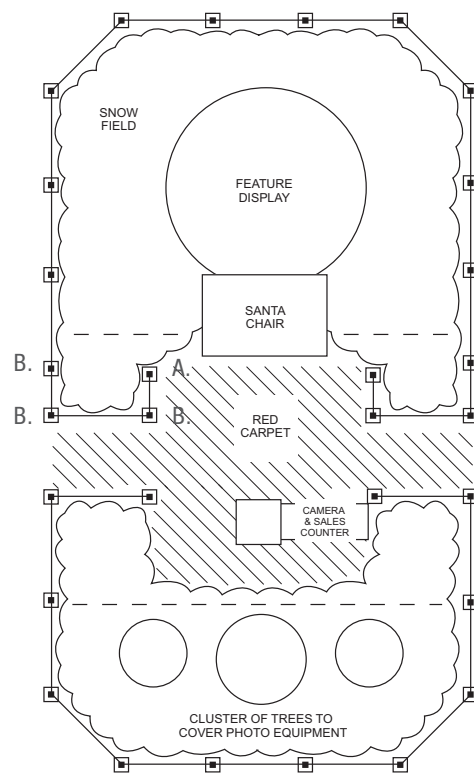 SNOW
FIELD
FEATURE
DISPLAY
SANTA
CHAIR
B.
A.
B.
B.
RED
CARPET
CAMERA
& SALES
COUNTER
CLUSTER OF TREES TO
COVER PHOTO EQUIPMENT